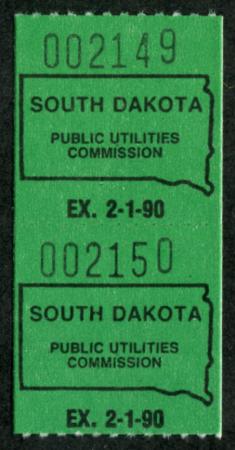 002149
SOUTH DAKOTA
PUBLIC UTILITIES
COMMISSION
EX. 2-1-90
002150
SOUTH DAKOTA
PUBLIC UTILITIES
COMMISSION
EX. 2-1-90